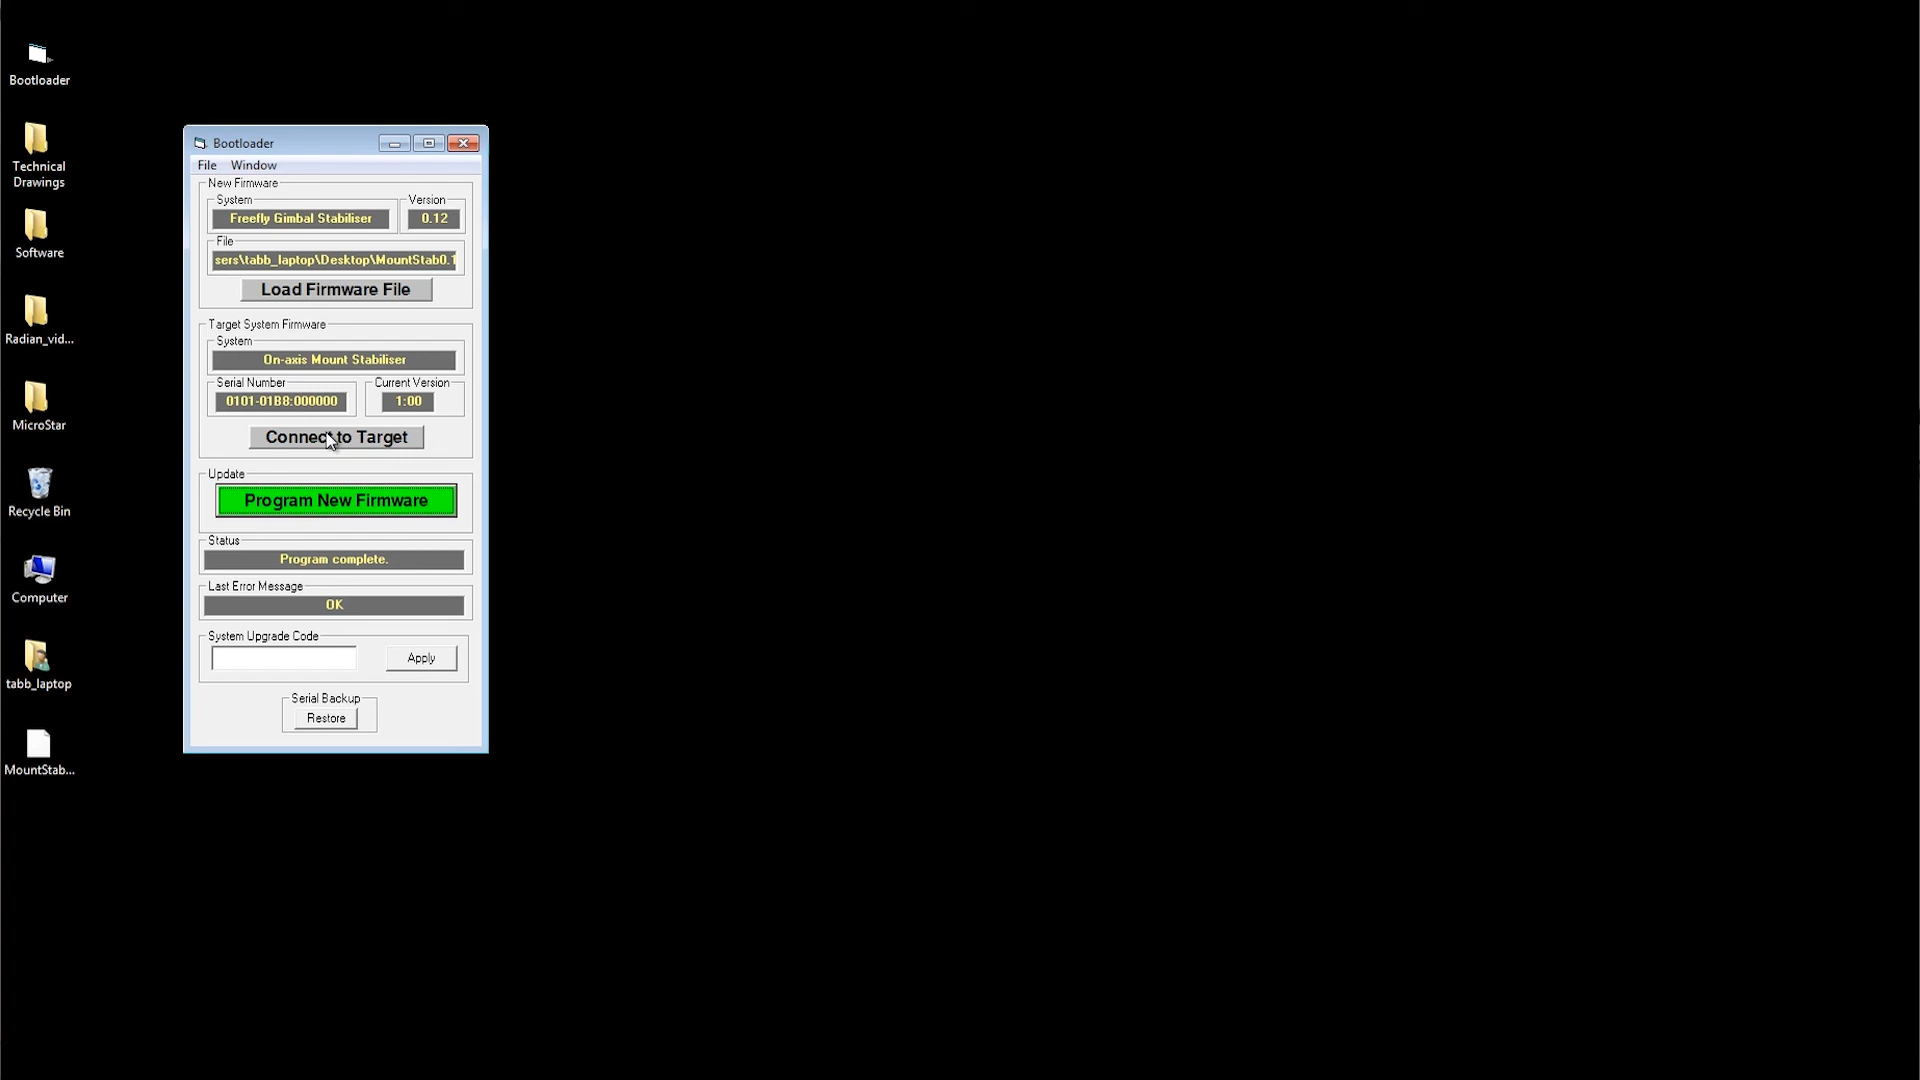 Bootloader
Technical
Drawings
Software
Radian_vid...
MicroStar
Recycle Bin
Computer
tabb_laptop
MountStab...
Bootloader
File Window
New Firmware
System Version
Freefly Gimbal Stabiliser 0.12
File
sers\tabb_laptop\Desktop\MountStab0.1
Load Firmware File
Target System Firmware
System
On-axis Mount Stabiliser
Serial Number Current Version
0101-01B8:000000 1:00
Connect to Target
Update
Program New Firmware
Status
Program complete.
Last Error Message
OK
System Upgrade Code
Apply
Serial Backup
Restore